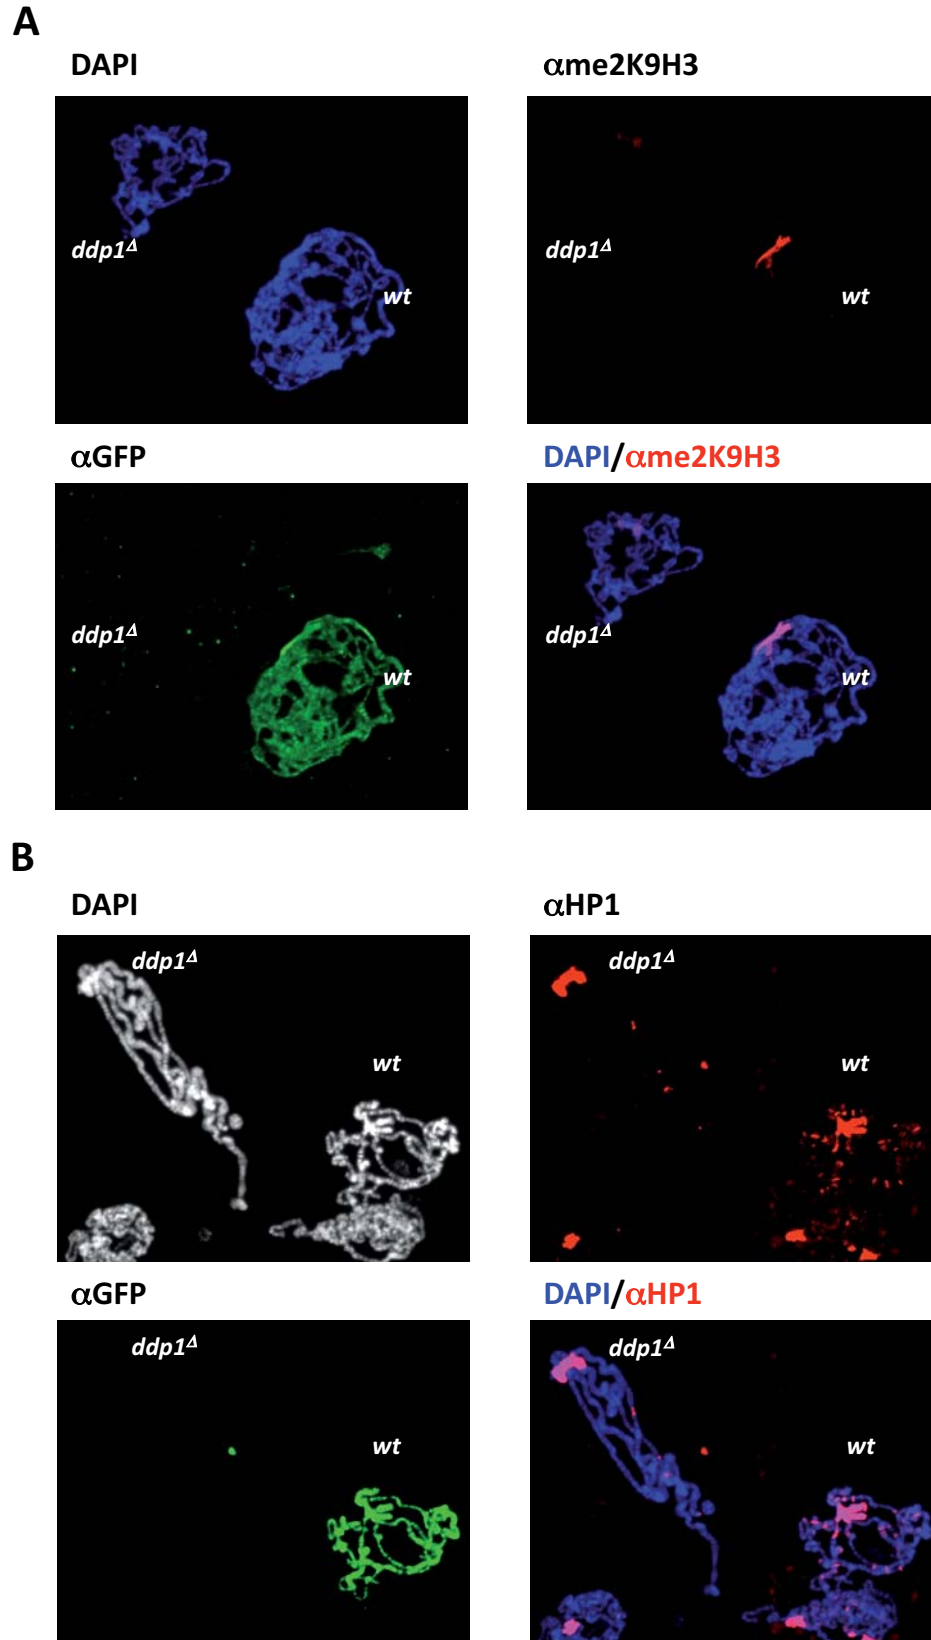 A
DAPI
αme2K9H3
ddp1Δ
wt
ddp1Δ
wt
αGFP
DAPI/αme2K9H3
ddp1Δ
wt
ddp1Δ
wt
B
DAPI
αHP1
ddp1Δ
wt
ddp1Δ
wt
αGFP
DAPI/αHP1
ddp1Δ
wt
ddp1Δ
wt